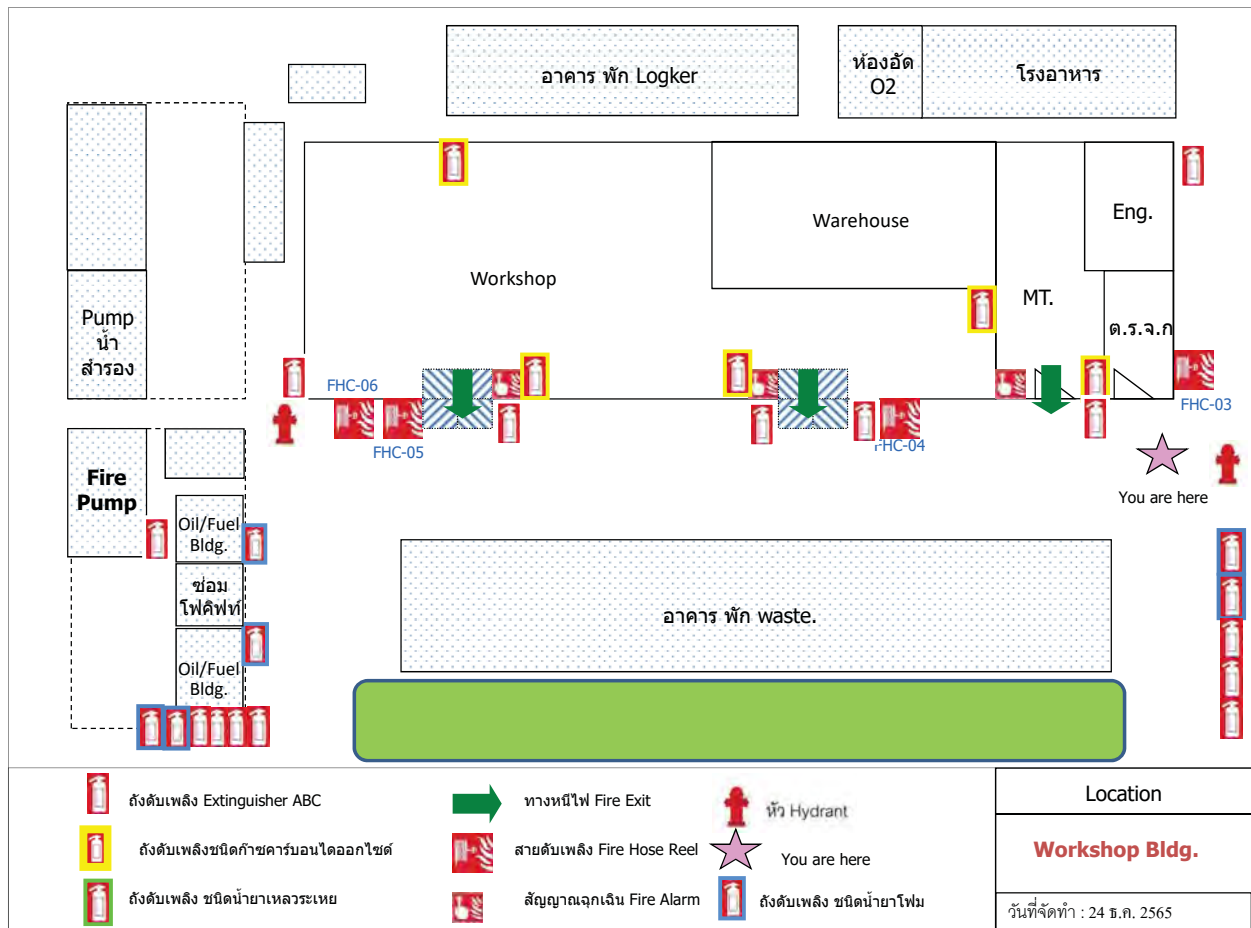 อาคาร พัก Logker
ห้องอัด
O2
โรงอาหาร
Warehouse
Eng.
Workshop
MT.
Pump
น้ำ
สำรอง
ต.ร.จ.ก
FHC-06
FHC-03
FHC-05
FHC-04
Fire
Pump
You are here
Oil/Fuel
Bldg.
ซ่อม
โฟคิฟท์
อาคาร พัก waste.
Oil/Fuel
Bldg.
ถังดับเพลิง Extinguisher ABC
ทางหนีไฟ Fire Exit
หัว Hydrant
Location
ถังดับเพลิงชนิดก๊าซคาร์บอนไดออกไซด์
สายดับเพลิง Fire Hose Reel
You are here
Workshop Bldg.
ถังดับเพลิง ชนิดน้ำยาเหลวระเหย
สัญญาณฉุกเฉิน Fire Alarm
ถังดับเพลิง ชนิดน้ำยาโฟม
วันที่จัดทำ : 24 ธ.ค. 2565